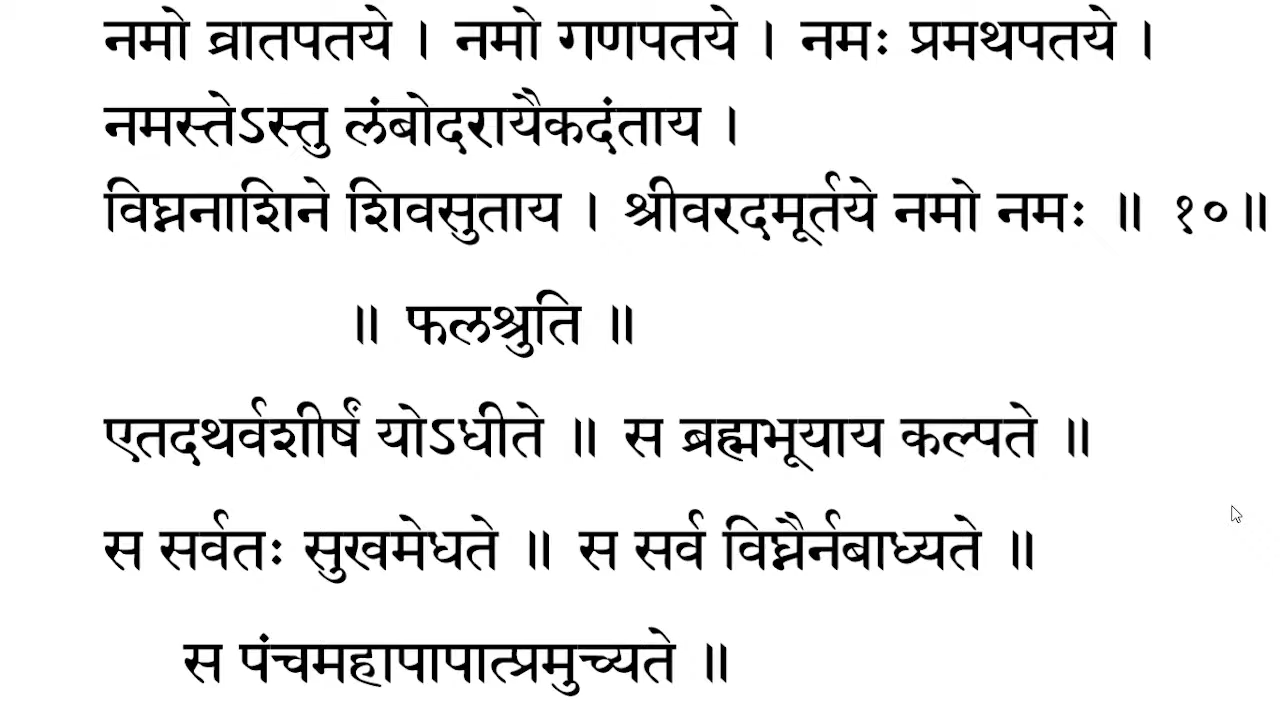 नमो व्रातपतये । नमो गणपतये । नमः प्रमथपतये ।
नमस्तेऽस्तु लंबोदरायैकदंताय ।
विघ्ननाशिने शिवसुताय । श्रीवरदमूर्तये नमो नमः ॥ १०॥
॥ फलश्रुति ॥
एतदथर्वशीर्षं योऽधीते ॥ स ब्रह्मभूयाय कल्पते ॥
स सर्वतः सुखमेधते ॥ स सर्व विघ्नैर्नबाध्यते ॥
स पंचमहापापात्प्रमुच्यते ॥